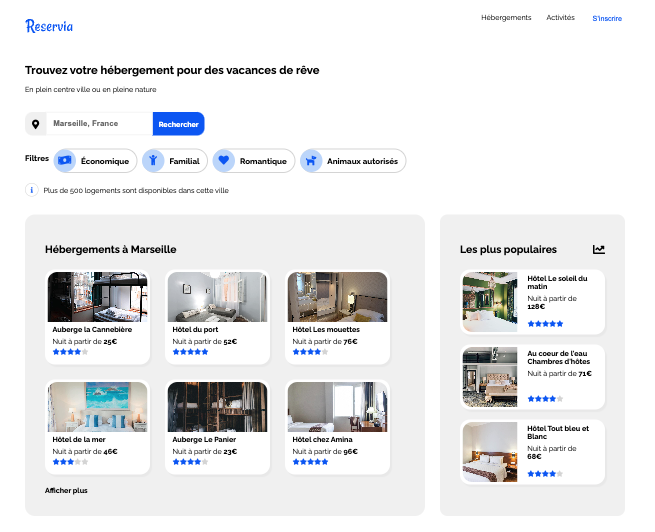 Reservia
Hébergements
Activités
S'inscrire
Trouvez votre hébergement pour des vacances de rêve
En plein centre ville ou en pleine nature
Marseille, France
Rechercher
Filtres
Économique
Familial
Romantique
Animaux autorisés
Plus de 500 logements sont disponibles dans cette ville
Hébergements à Marseille
Auberge la Cannebière
Nuit à partir de 25€
Hôtel du port
Nuit à partir de 52€
Hôtel Les mouettes
Nuit à partir de 76€
Hôtel de la mer
Nuit à partir de 46€
Auberge Le Panier
Nuit à partir de 23€
Hôtel chez Amina
Nuit à partir de 96€
Afficher plus
Les plus populaires
Hôtel Le soleil du
matin
Nuit à partir de
128€
Au coeur de l'eau
Chambres d'hôtes
Nuit à partir de 71€
Hôtel Tout bleu et
Blanc
Nuit à partir de
68€